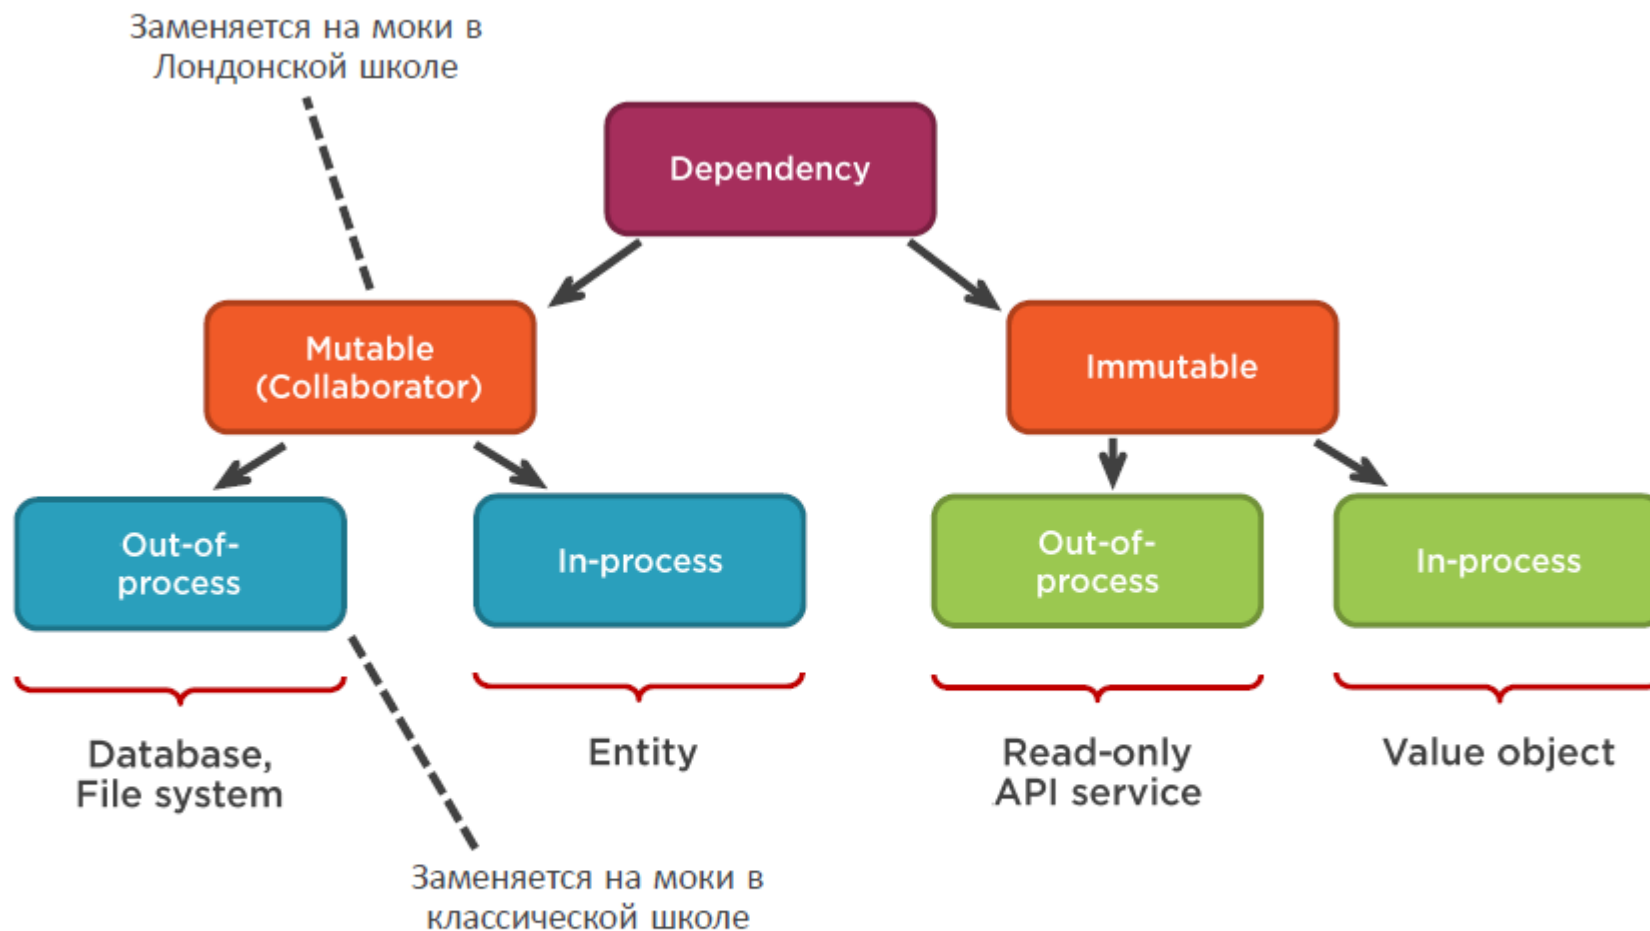 Заменяется на моки в
Лондонской школе
Dependency
Mutable
(Collaborator)
Immutable
Out-of-
process
In-process
Out-of-
process
In-process
Database,
File system
Entity
Read-only
API service
Value object
Заменяется на моки в
классической школе